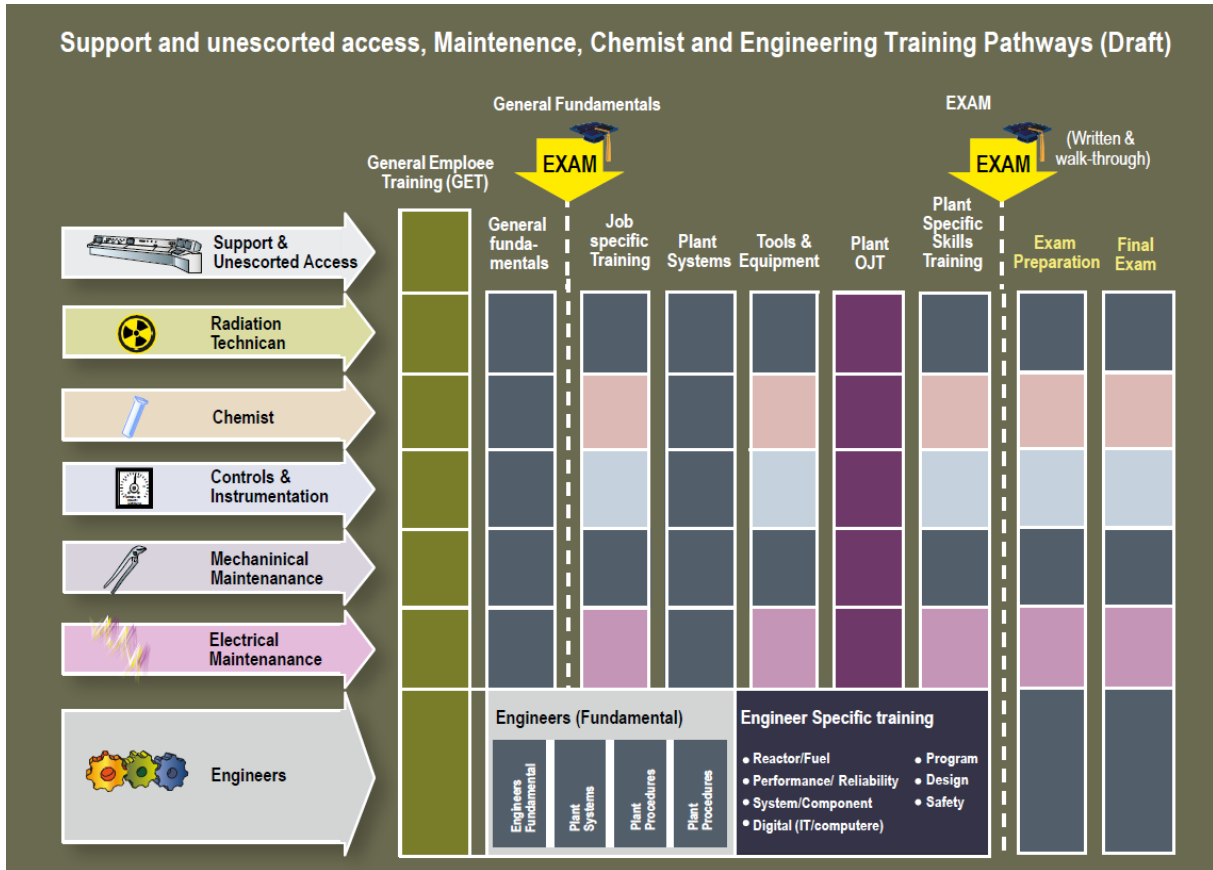 Support and unescorted access, Maintenence, Chemist and Engineering Training Pathways (Draft)
General Fundamentals
EXAM
EXAM
EXAM
(Written &
walk-through)
General Emploee
Training (GET)
General
funda-
mentals
Job
specific
Training
Plant
Systems
Tools &
Equipment
Plant
OJT
Plant
Specific
Skills
Training
Exam
Preparation
Final
Exam
Support &
Unescorted Access
Radiation
Technican
Chemist
Controls &
Instrumentation
Mechaninical
Maintenanance
Electrical
Maintenanance
Engineers
Engineers (Fundamental)
Engineers
Fundamental
Plant
Systems
Plant
Procedures
Plant
Procedures
Engineer Specific training
• Reactor/Fuel
• Performance/ Reliability
• System/Component
• Digital (IT/computere)
• Program
• Design
• Safety